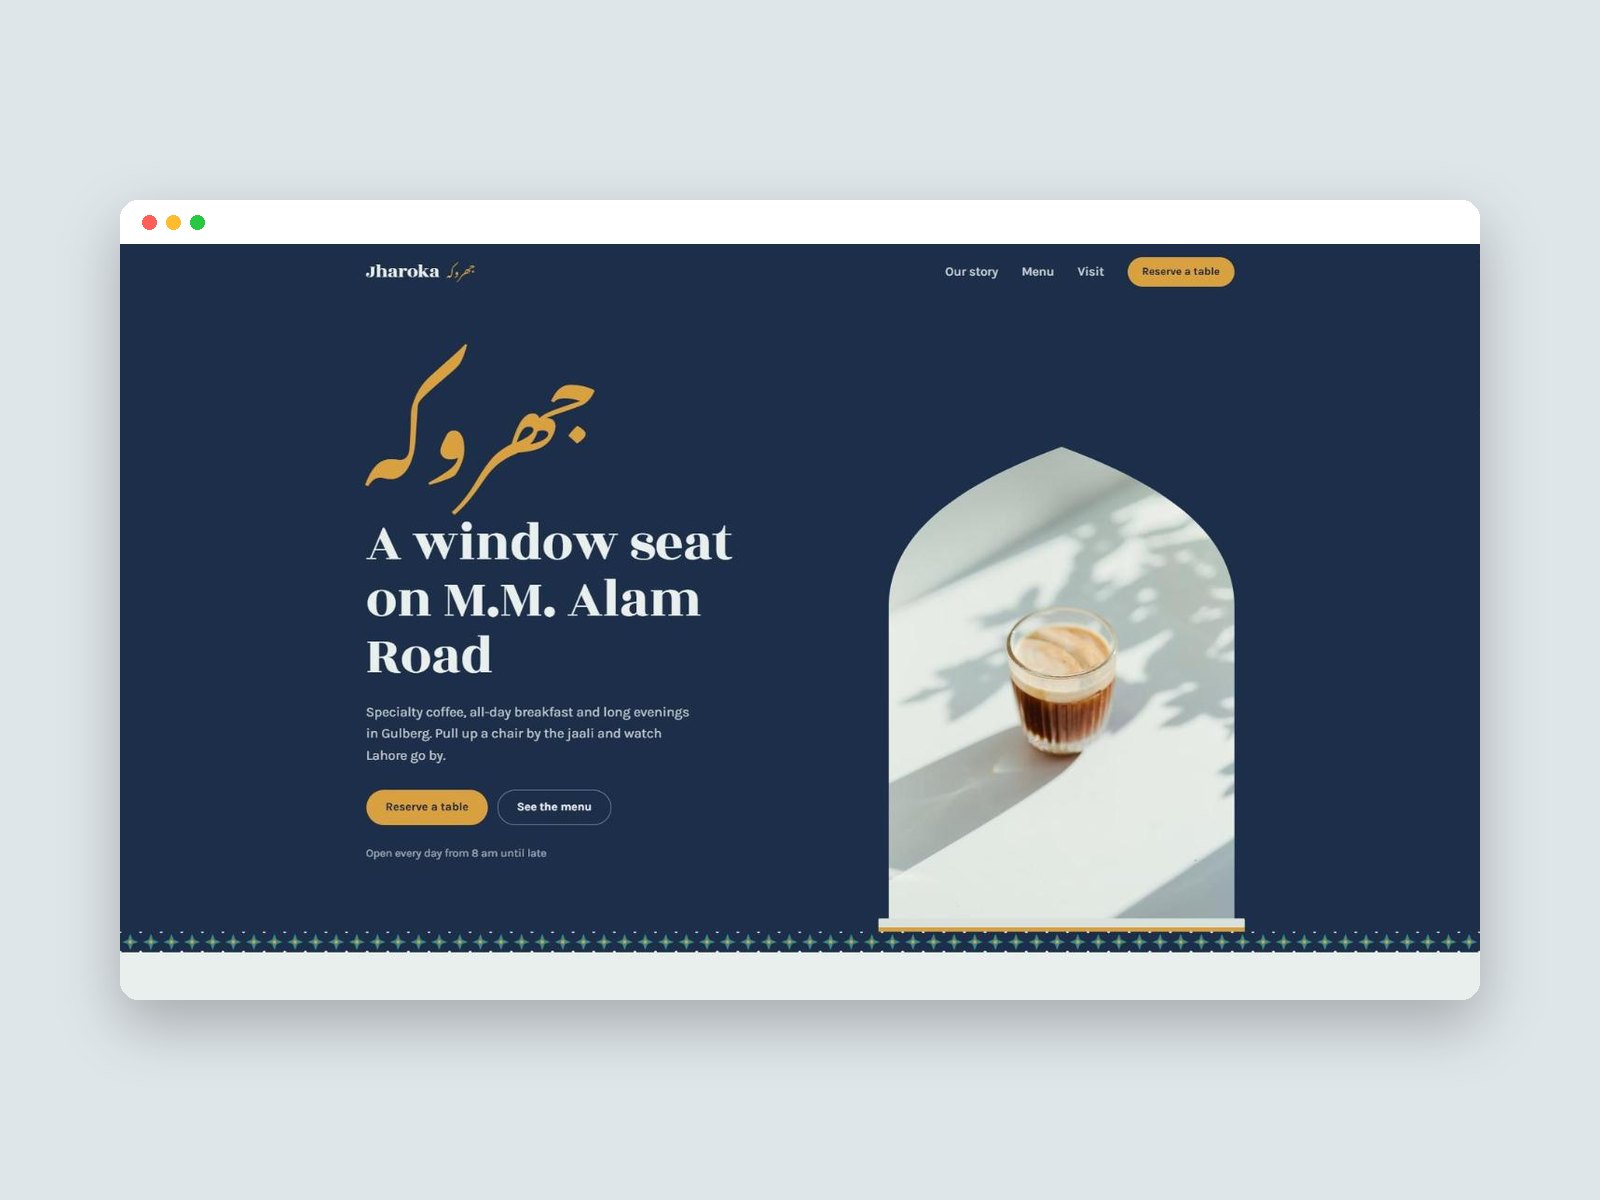 Jharoka جھروکہ
Our story Menu Visit Reserve a table
جھروکہ
A window seat
on M.M. Alam
Road
Specialty coffee, all-day breakfast and long evenings
in Gulberg. Pull up a chair by the jaali and watch
Lahore go by.
Reserve a table See the menu
Open every day from 8 am until late